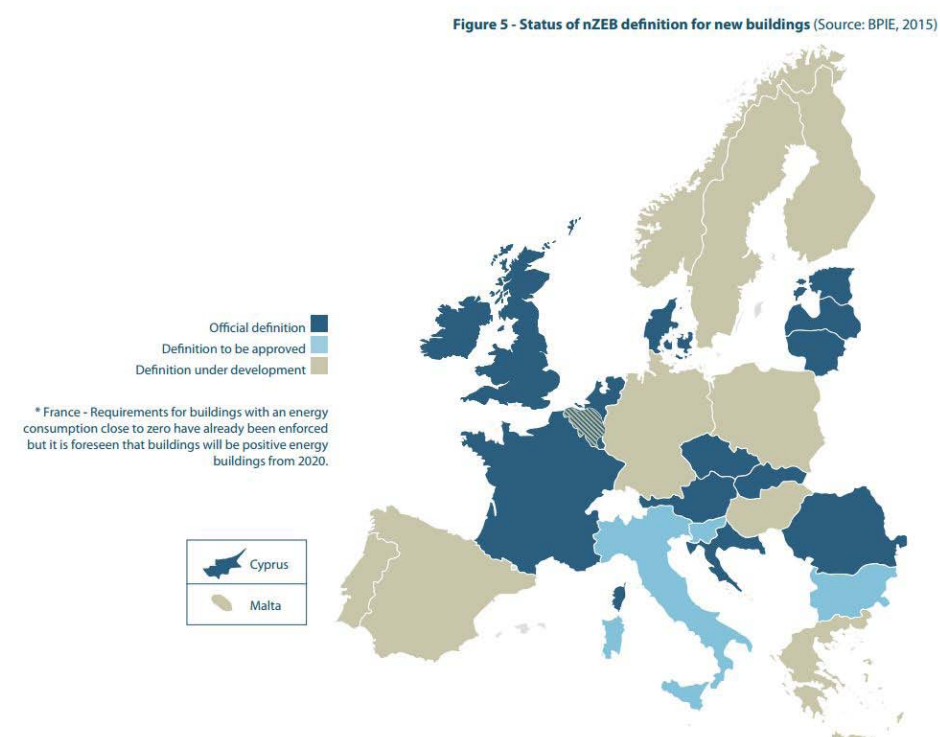 Figure 5 - Status of nZEB definition for new buildings (Source: BPIE, 2015)
Official definition
Definition to be approved
Definition under development
* France - Requirements for buildings with an energy
consumption close to zero have already been enforced
but it is foreseen that buildings will be positive energy
buildings from 2020.
Cyprus
Malta